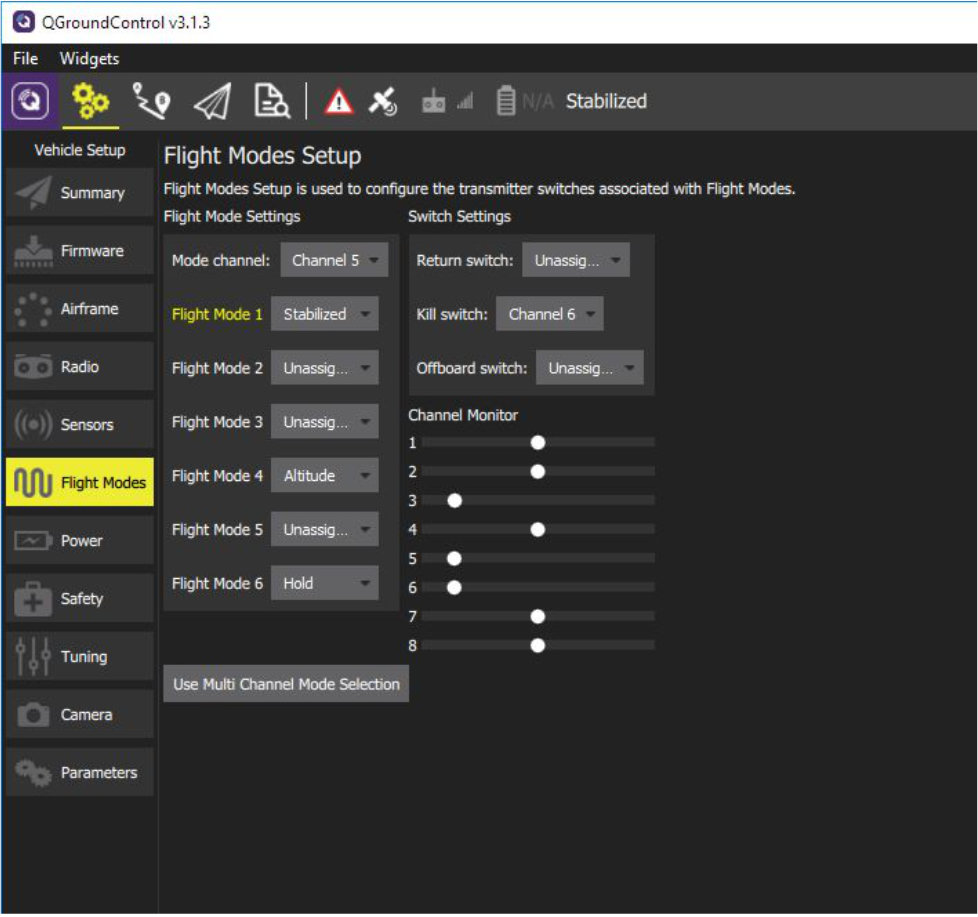 QGroundControl v3.1.3
File Widgets
N/A Stabilized
Vehicle Setup
Summary
Firmware
Airframe
Radio
Sensors
Flight Modes
Power
Safety
Tuning
Camera
Parameters
Flight Modes Setup
Flight Modes Setup is used to configure the transmitter switches associated with Flight Modes.
Flight Mode Settings
Mode channel: Channel 5
Flight Mode 1 Stabilized
Flight Mode 2 Unassig...
Flight Mode 3 Unassig...
Flight Mode 4 Altitude
Flight Mode 5 Unassig...
Flight Mode 6 Hold
Use Multi Channel Mode Selection
Switch Settings
Return switch: Unassig...
Kill switch: Channel 6
Offboard switch: Unassig...
Channel Monitor
1
2
3
4
5
6
7
8